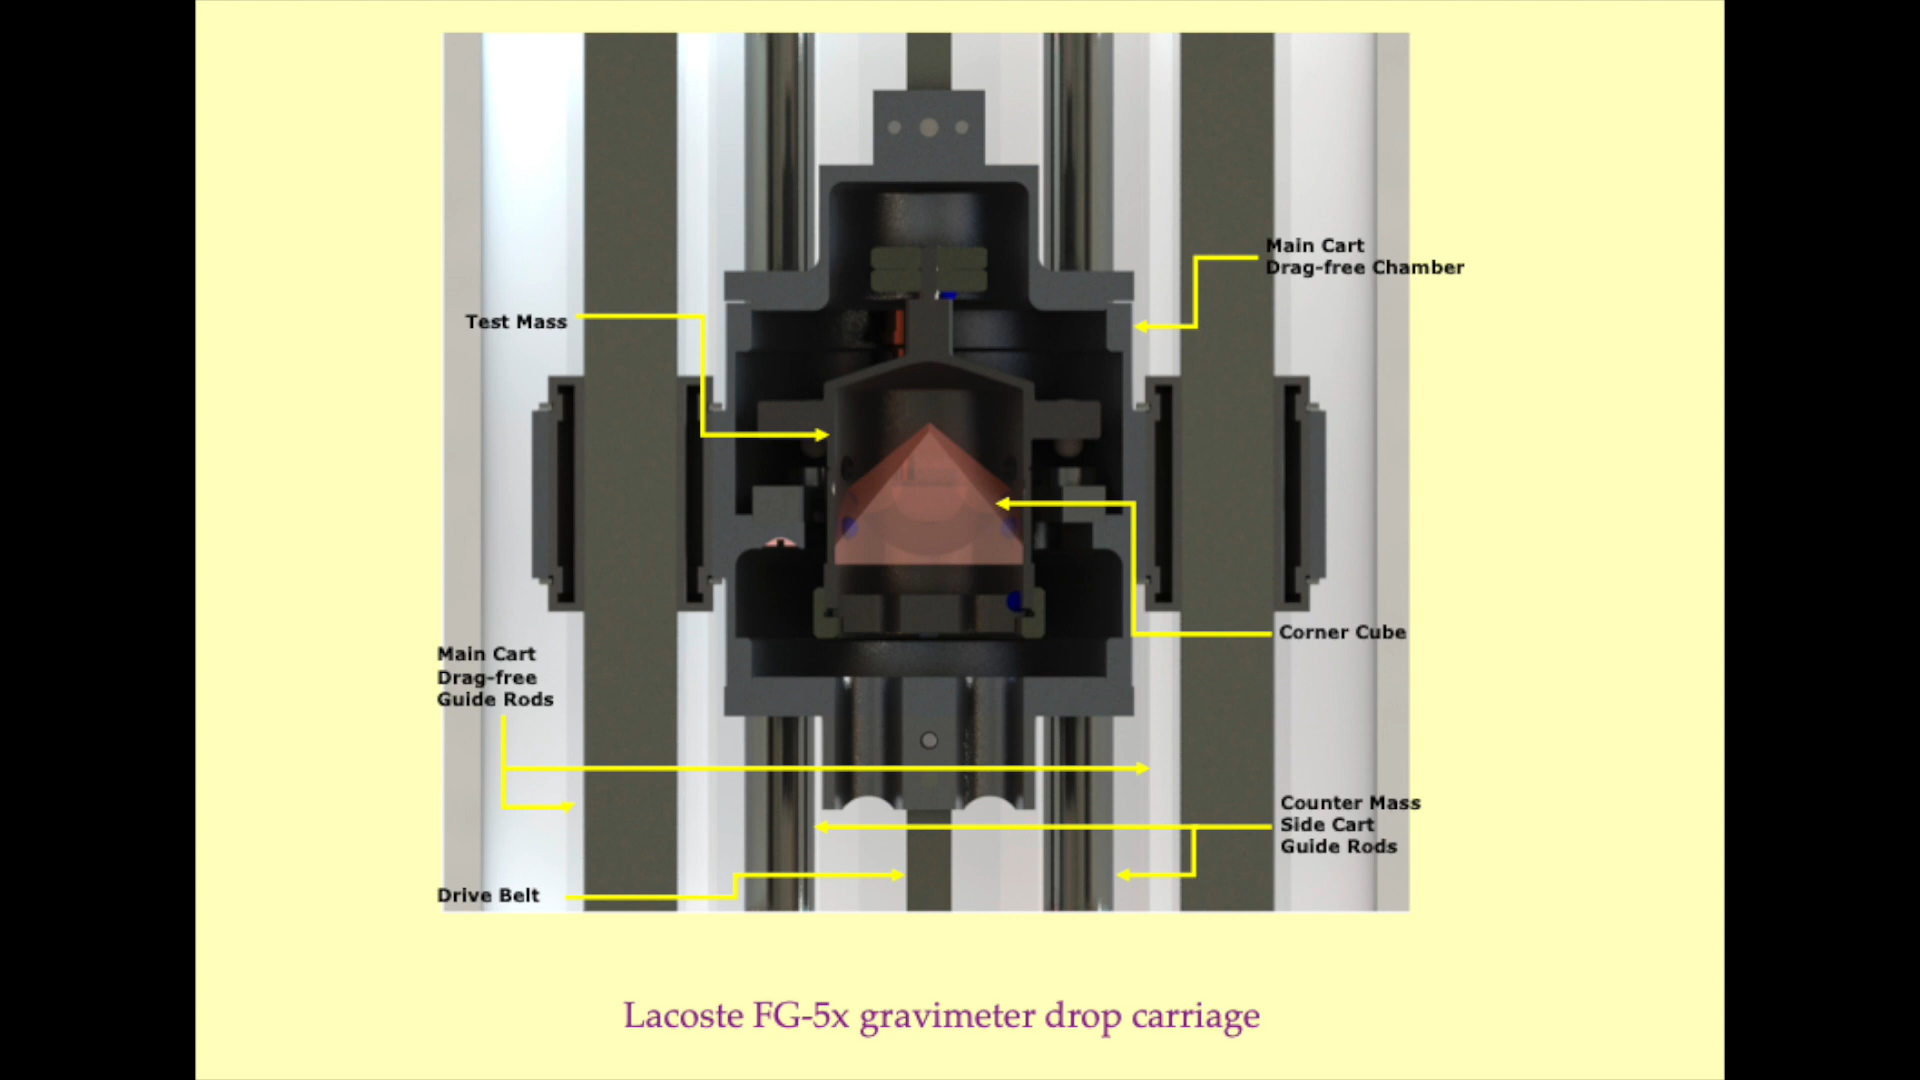 Main Cart
Drag-free Chamber
Test Mass
Corner Cube
Main Cart
Drag-free
Guide Rods
Counter Mass
Side Cart
Guide Rods
Drive Belt
Lacoste FG-5x gravimeter drop carriage